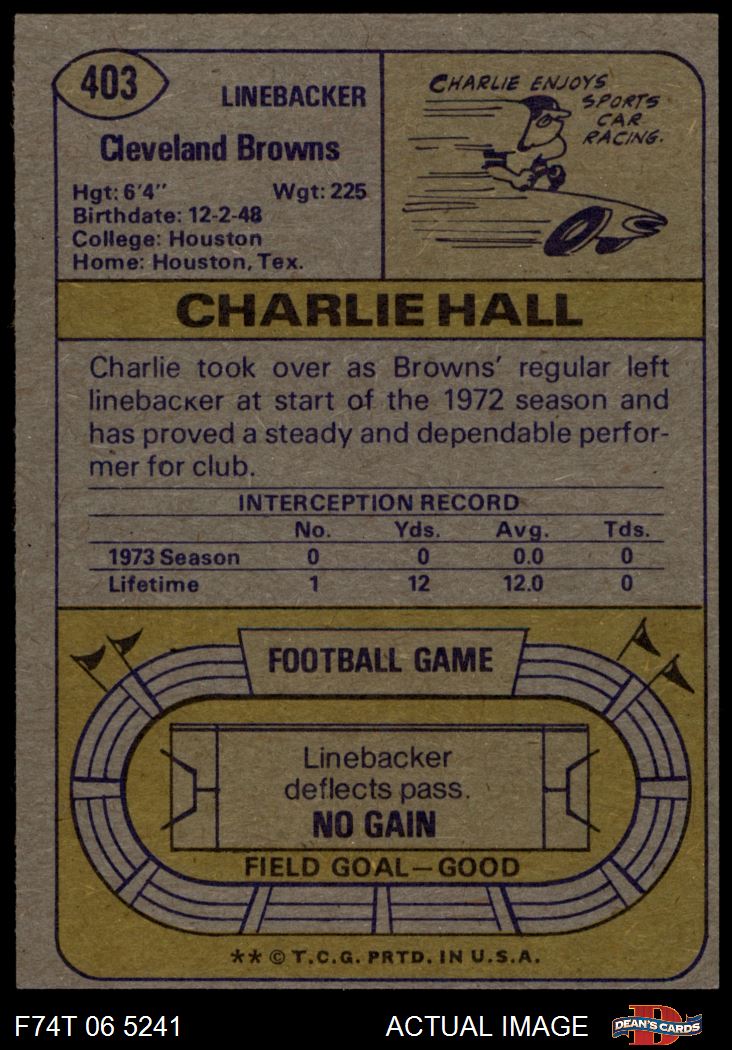 403
LINEBACKER
Cleveland Browns
Hgt: 6'4" Wgt: 225
Birthdate: 12-2-48
College: Houston
Home: Houston, Tex.
CHARLIE ENJOYS
SPORTS
CAR
RACING.
CHARLIE HALL
Charlie took over as Browns' regular left
linebacker at start of the 1972 season and
has proved a steady and dependable perfor-
mer for club.
INTERCEPTION RECORD
No. Yds. Avg. Tds.
1973 Season 0 0 0.0 0
Lifetime 1 12 12.0 0
FOOTBALL GAME
Linebacker
deflects pass.
NO GAIN
FIELD GOAL—GOOD
** © T.C.G. PRTD. IN U.S.A.
F74T 06 5241 ACTUAL IMAGE
D
DEAN'S CARDS